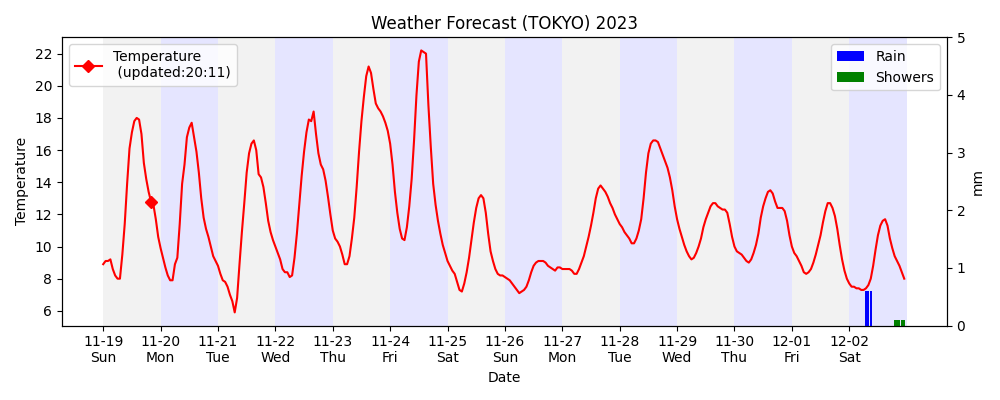 Weather Forecast (TOKYO) 2023
Temperature
(updated:20:11)
Rain
Showers
22
20
18
16
14
12
10
8
6
Temperature
5
4
3
2
1
0
mm
11-19 11-20 11-21 11-22 11-23 11-24 11-25 11-26 11-27 11-28 11-29 11-30 12-01 12-02
Sun Mon Tue Wed Thu Fri Sat Sun Mon Tue Wed Thu Fri Sat
Date